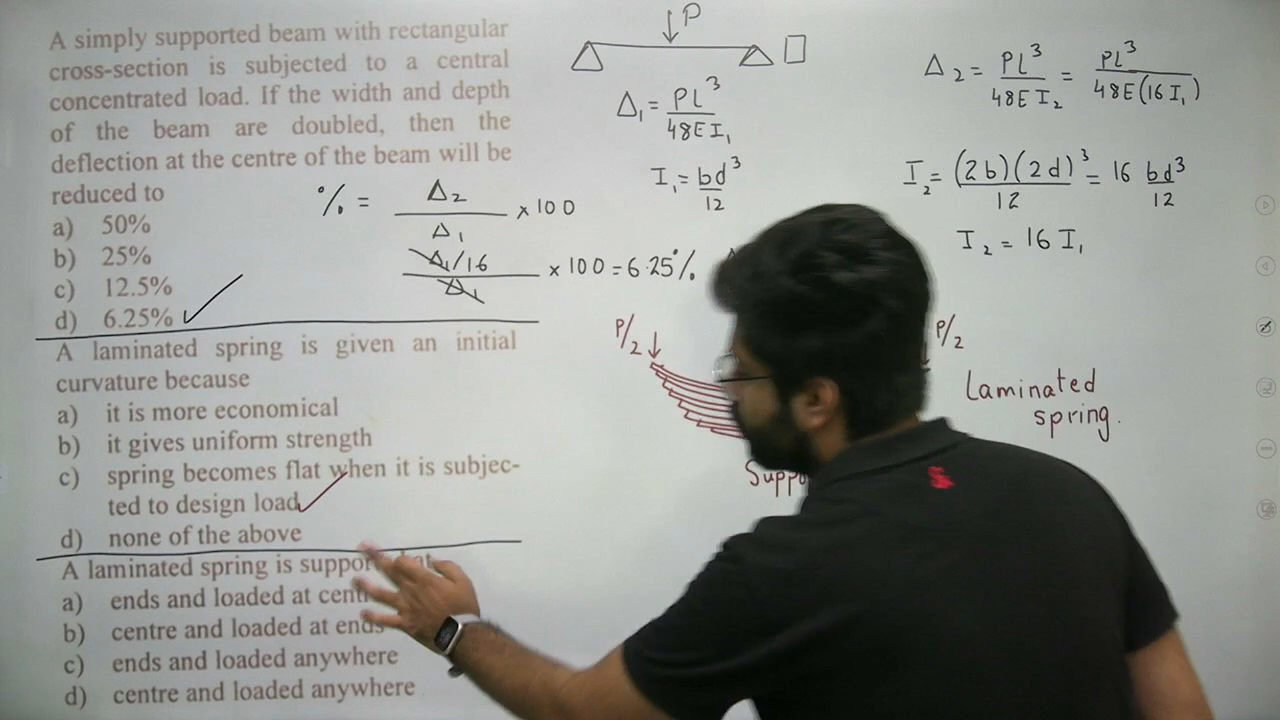 A simply supported beam with rectangular
cross-section is subjected to a central
concentrated load. If the width and depth
of the beam are doubled, then the
deflection at the centre of the beam will be
reduced to
a) 50%
b) 25%
c) 12.5%
d) 6.25%
% = Δ2/Δ1 × 100
Δ1/16 / Δ1 × 100 = 6.25%
P
Δ1 = PL³/48EI1
I1 = bd³/12
Δ2 = PL³/48EI2 = PL³/48E(16I1)
I2 = (2b)(2d)³/12 = 16 bd³/12
I2 = 16 I1
A laminated spring is given an initial
curvature because
a) it is more economical
b) it gives uniform strength
c) spring becomes flat when it is subjec-
ted to design load
d) none of the above
P/2
P/2
Laminated
spring.
A laminated spring is
a) ends and loaded at
b) centre and loaded at ends
c) ends and loaded anywhere
d) centre and loaded anywhere